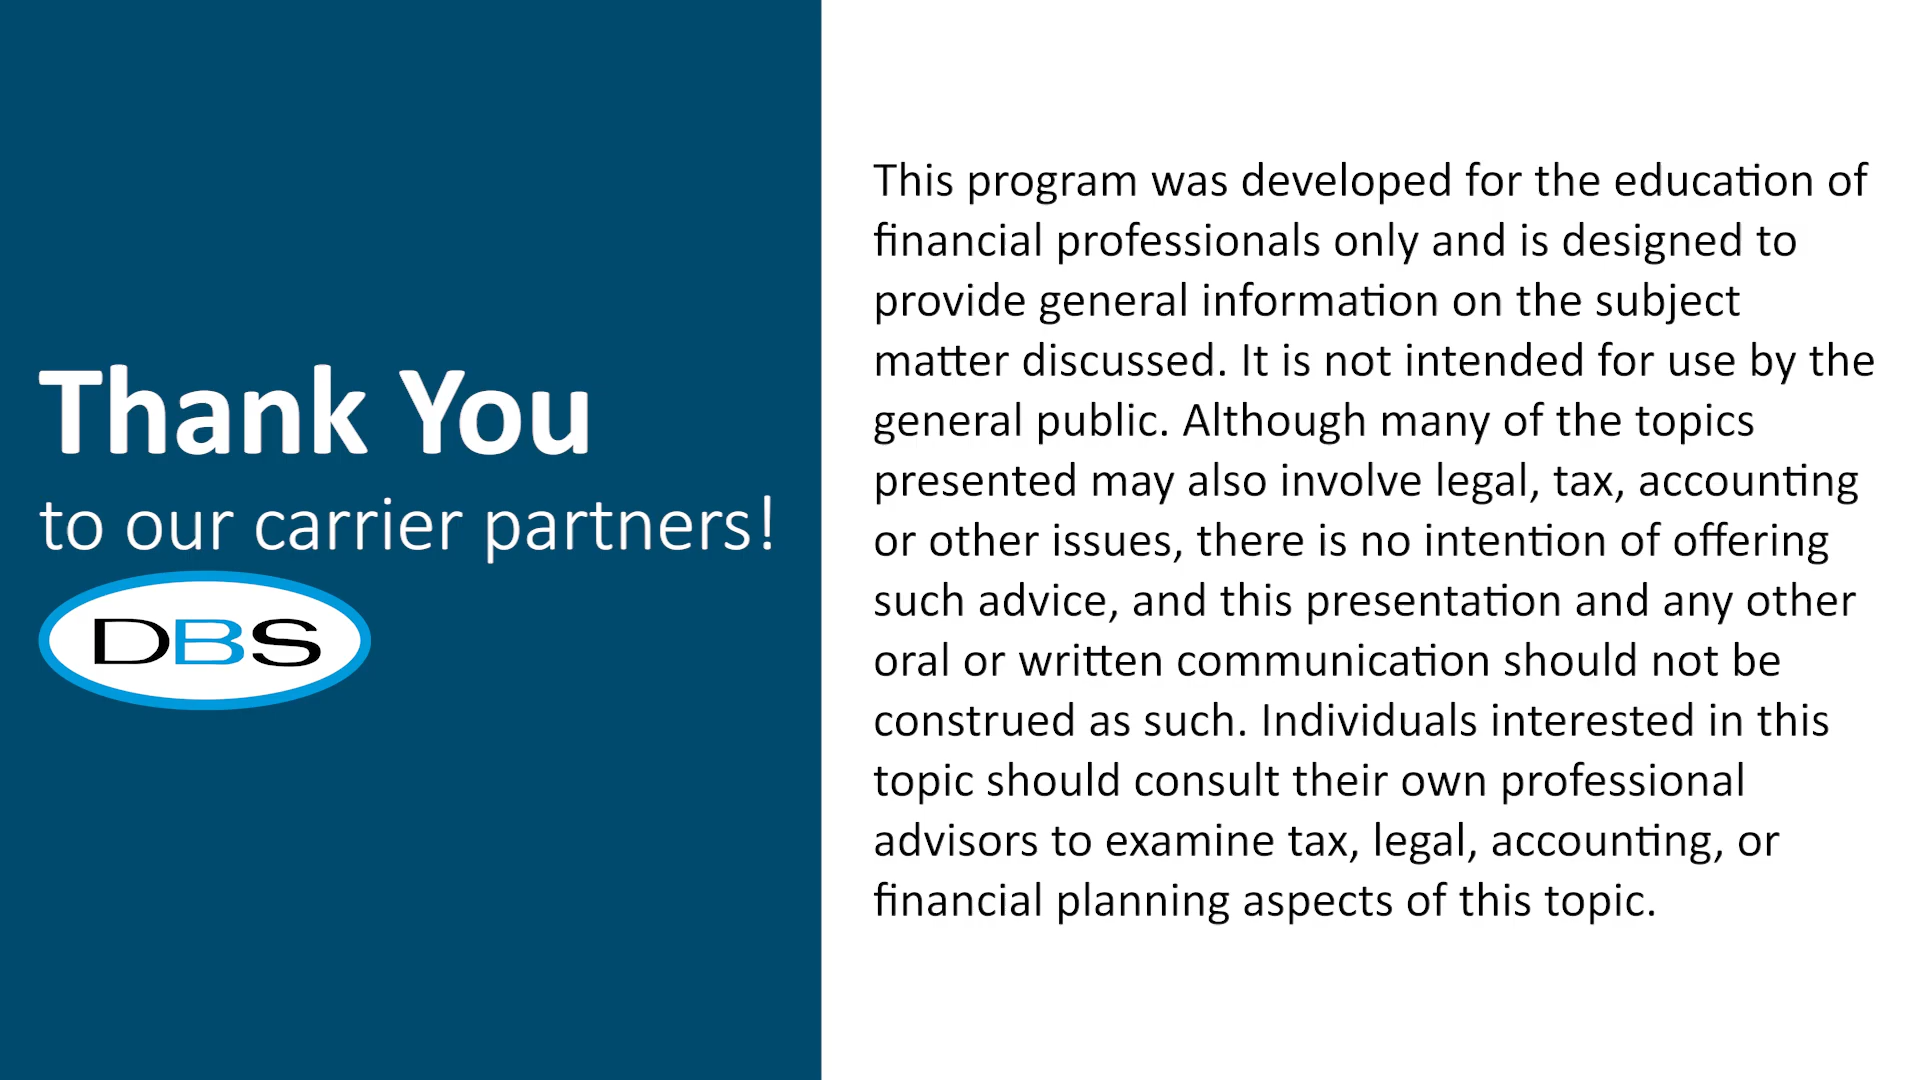 Thank You
to our carrier partners!
DBS
This program was developed for the education of
financial professionals only and is designed to
provide general information on the subject
matter discussed. It is not intended for use by the
general public. Although many of the topics
presented may also involve legal, tax, accounting
or other issues, there is no intention of offering
such advice, and this presentation and any other
oral or written communication should not be
construed as such. Individuals interested in this
topic should consult their own professional
advisors to examine tax, legal, accounting, or
financial planning aspects of this topic.